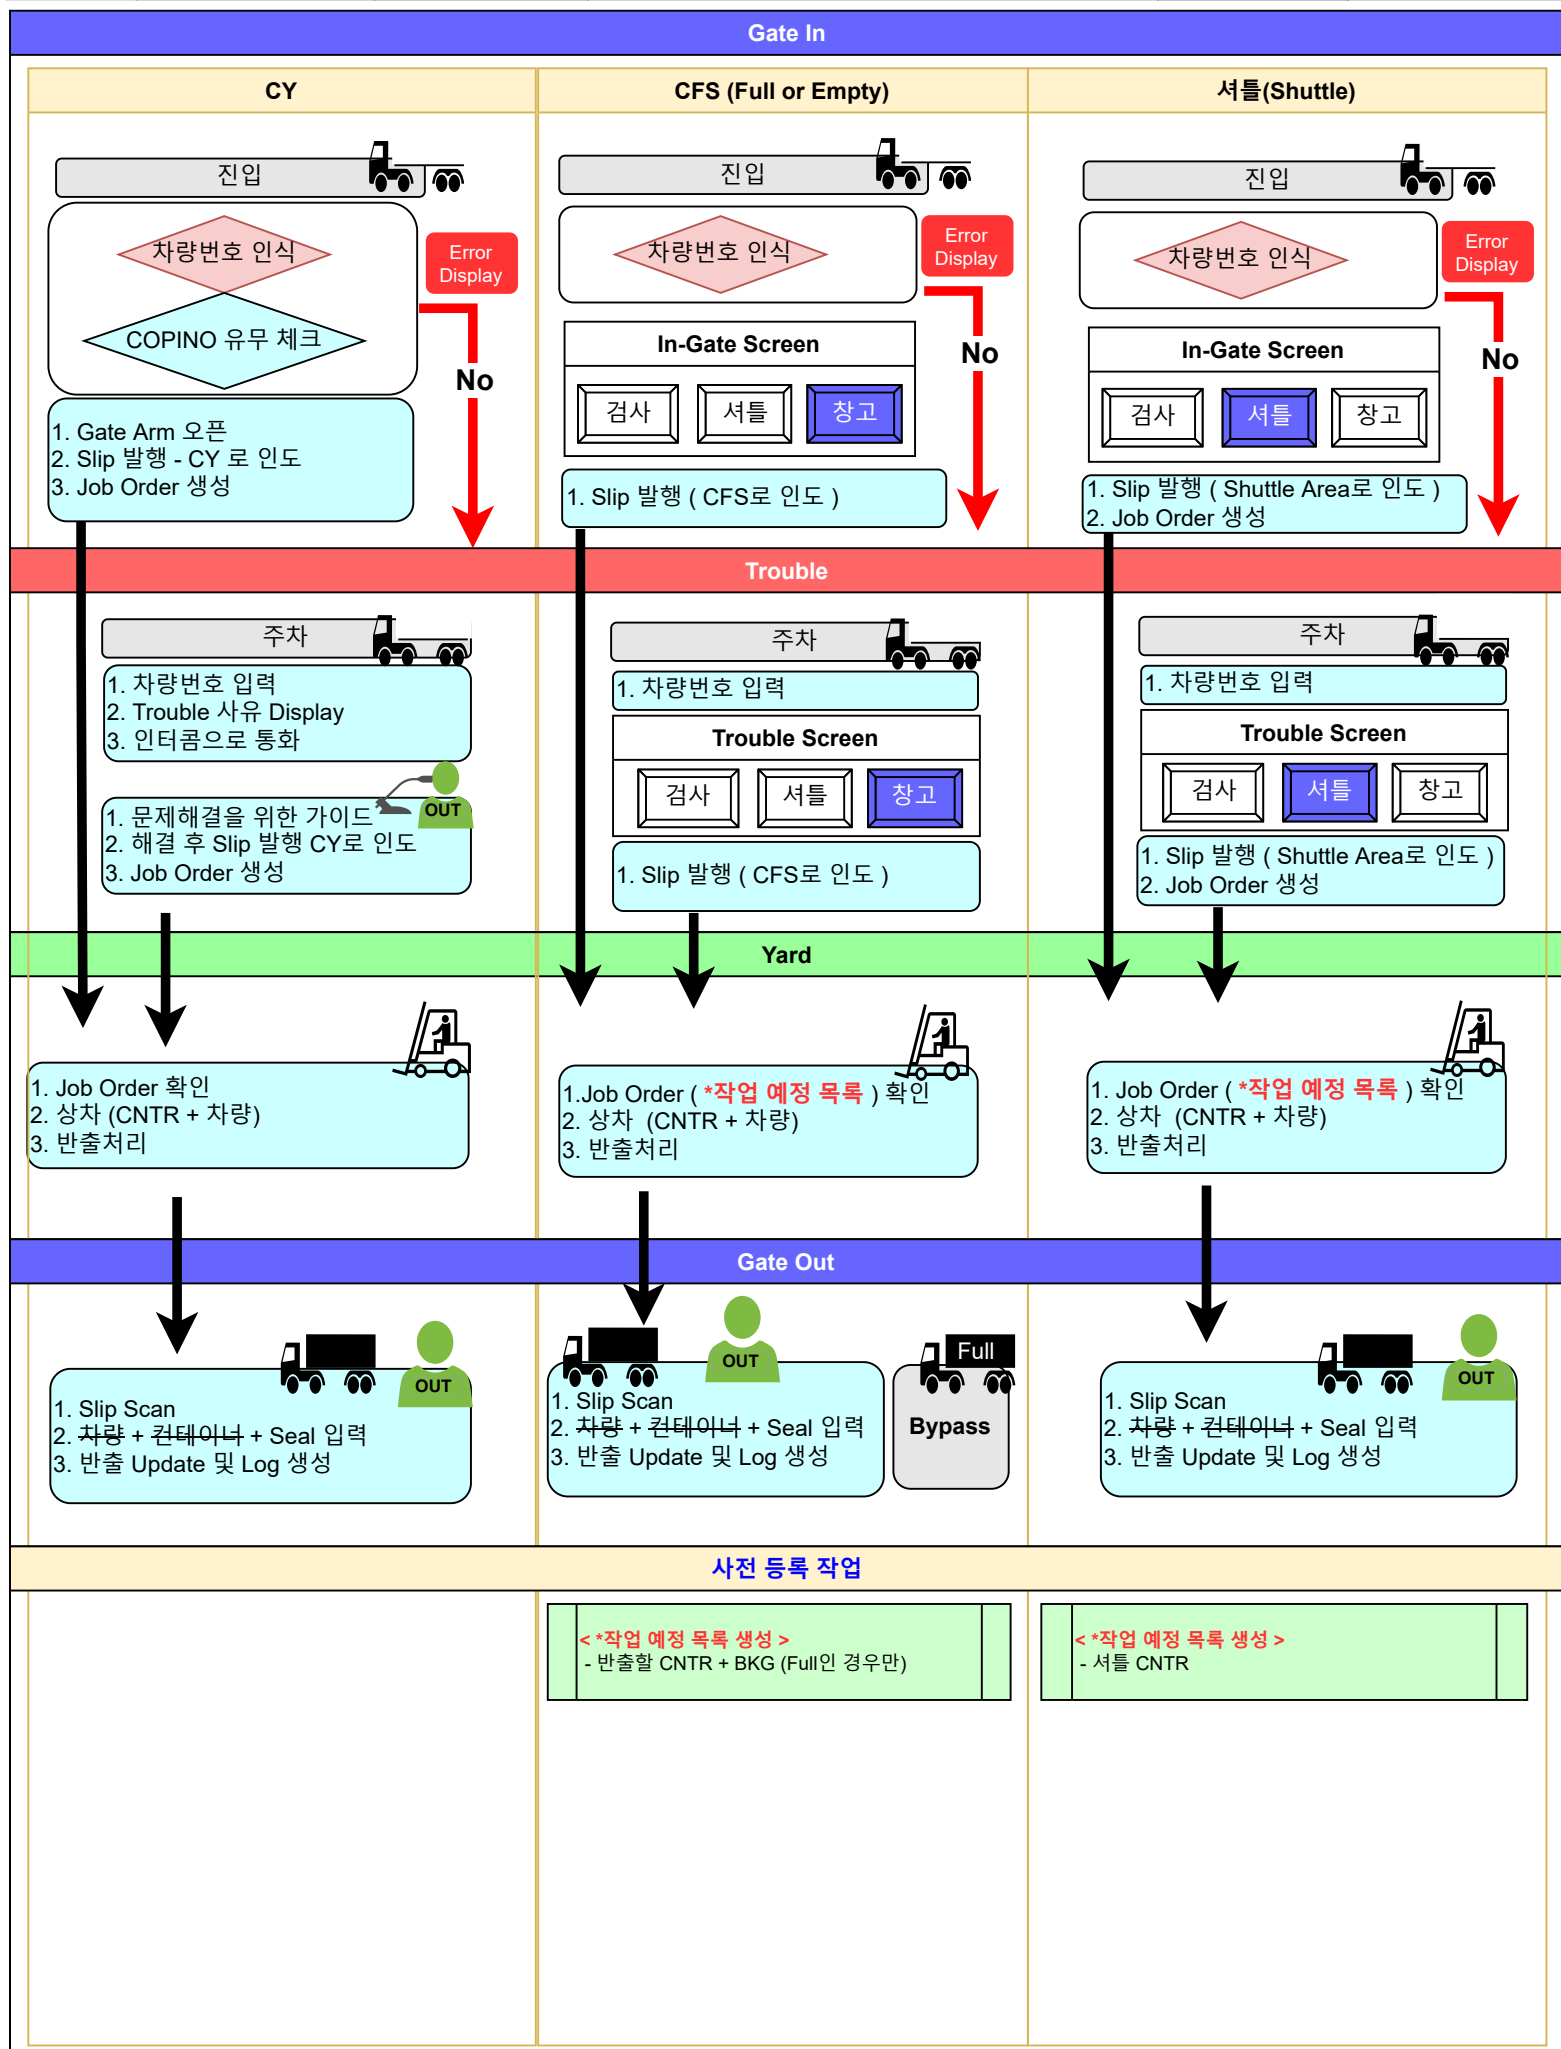 Gate In
CY
CFS (Full or Empty)
셔틀(Shuttle)
진입
차량번호 인식
Error
Display
COPINO 유무 체크
No
1. Gate Arm 오픈
2. Slip 발행 - CY 로 인도
3. Job Order 생성
진입
차량번호 인식
Error
Display
No
In-Gate Screen
검사
셔틀
창고
1. Slip 발행 ( CFS로 인도 )
진입
차량번호 인식
Error
Display
No
In-Gate Screen
검사
셔틀
창고
1. Slip 발행 ( Shuttle Area로 인도 )
2. Job Order 생성
Trouble
주차
1. 차량번호 입력
2. Trouble 사유 Display
3. 인터콤으로 통화
OUT
1. 문제해결을 위한 가이드
2. 해결 후 Slip 발행 CY로 인도
3. Job Order 생성
주차
1. 차량번호 입력
Trouble Screen
검사
셔틀
창고
1. Slip 발행 ( CFS로 인도 )
주차
1. 차량번호 입력
Trouble Screen
검사
셔틀
창고
1. Slip 발행 ( Shuttle Area로 인도 )
2. Job Order 생성
Yard
1. Job Order 확인
2. 상차 (CNTR + 차량)
3. 반출처리
1.Job Order ( *작업 예정 목록 ) 확인
2. 상차 (CNTR + 차량)
3. 반출처리
1. Job Order ( *작업 예정 목록 ) 확인
2. 상차 (CNTR + 차량)
3. 반출처리
Gate Out
OUT
1. Slip Scan
2. 차량 + 컨테이너 + Seal 입력
3. 반출 Update 및 Log 생성
OUT
1. Slip Scan
2. 차량 + 컨테이너 + Seal 입력
3. 반출 Update 및 Log 생성
Full
Bypass
OUT
1. Slip Scan
2. 차량 + 컨테이너 + Seal 입력
3. 반출 Update 및 Log 생성
사전 등록 작업
< *작업 예정 목록 생성 >
- 반출할 CNTR + BKG (Full인 경우만)
< *작업 예정 목록 생성 >
- 셔틀 CNTR